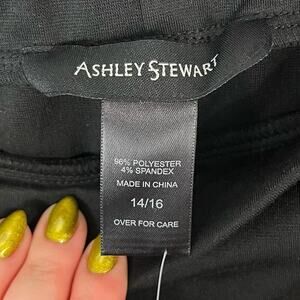 ASHLEY STEWART
96% POLYESTER
4% SPANDEX
MADE IN CHINA
14/16
OVER FOR CARE